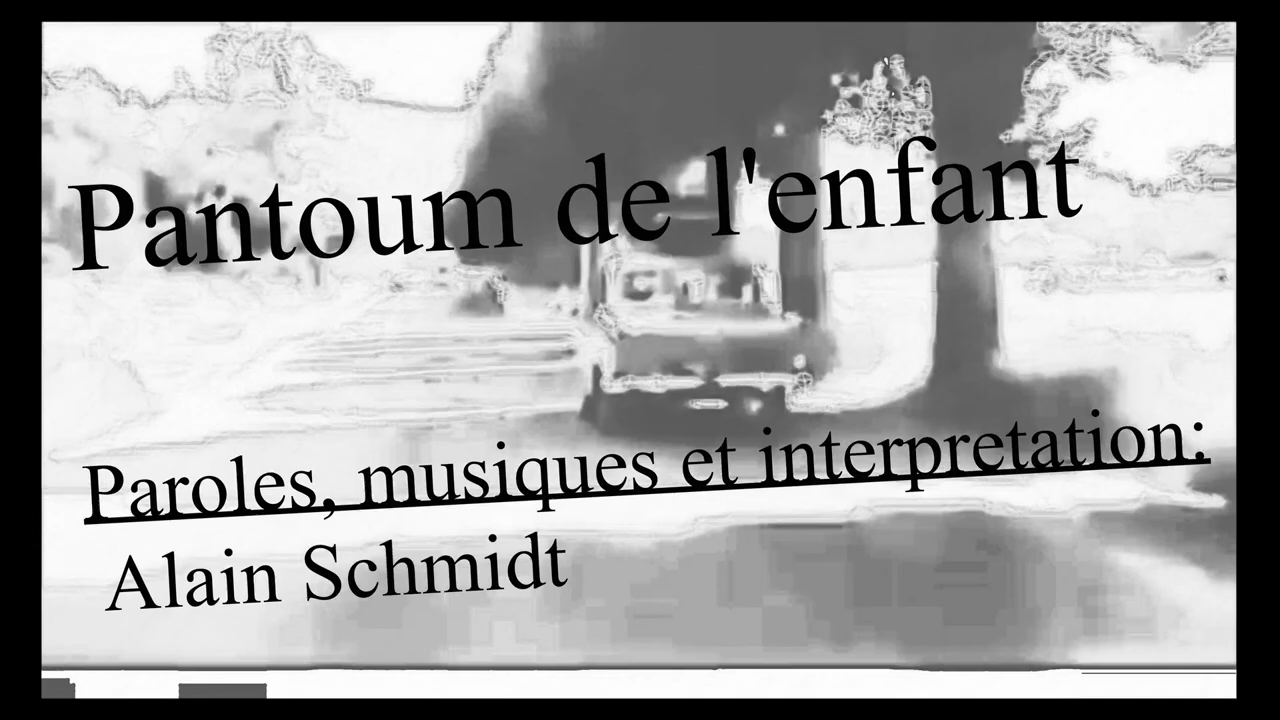 Pantoum de l'enfant
Paroles, musiques et interpretation:
Alain Schmidt